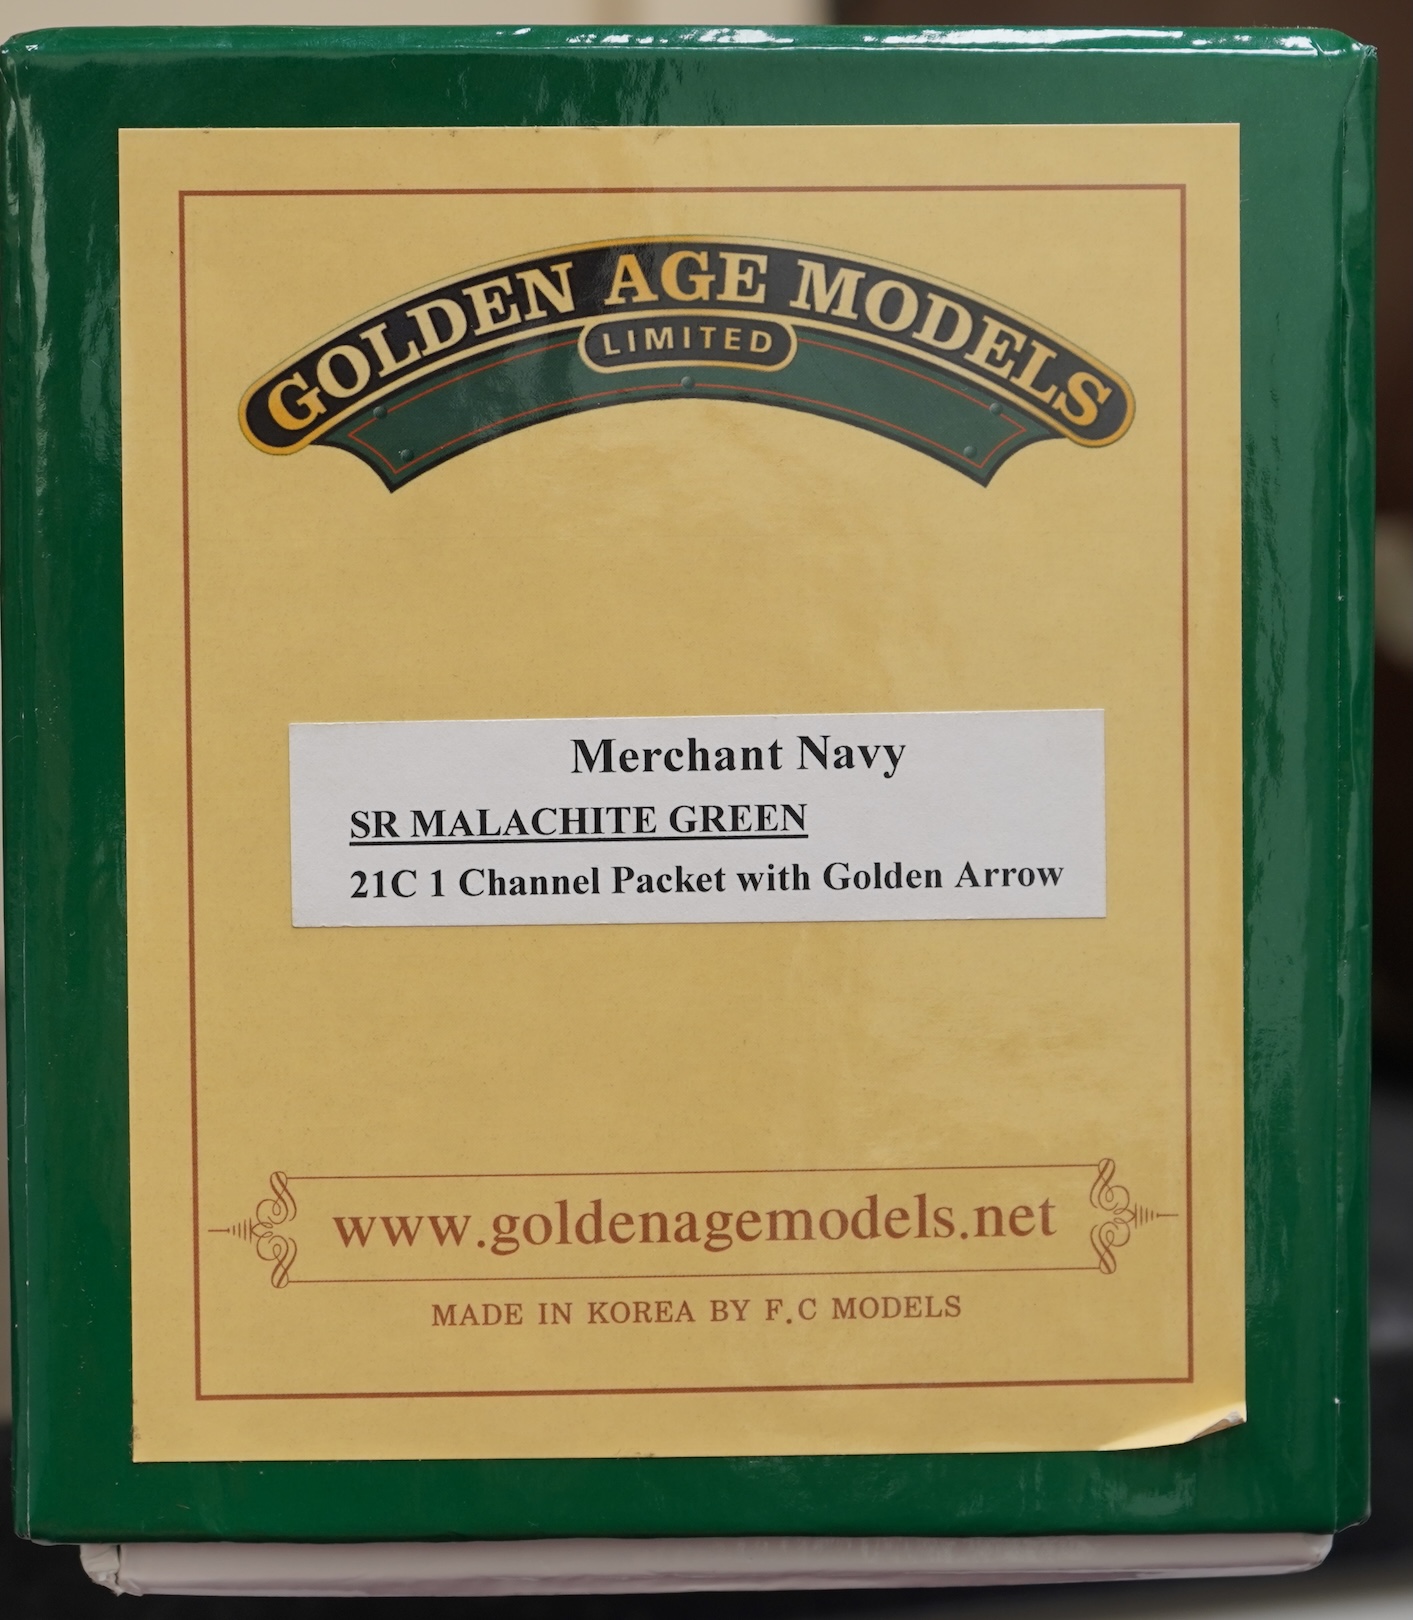 GOLDEN AGE MODELS
LIMITED
Merchant Navy
SR MALACHITE GREEN
21C 1 Channel Packet with Golden Arrow
www.goldenagemodels.net
MADE IN KOREA BY F.C MODELS